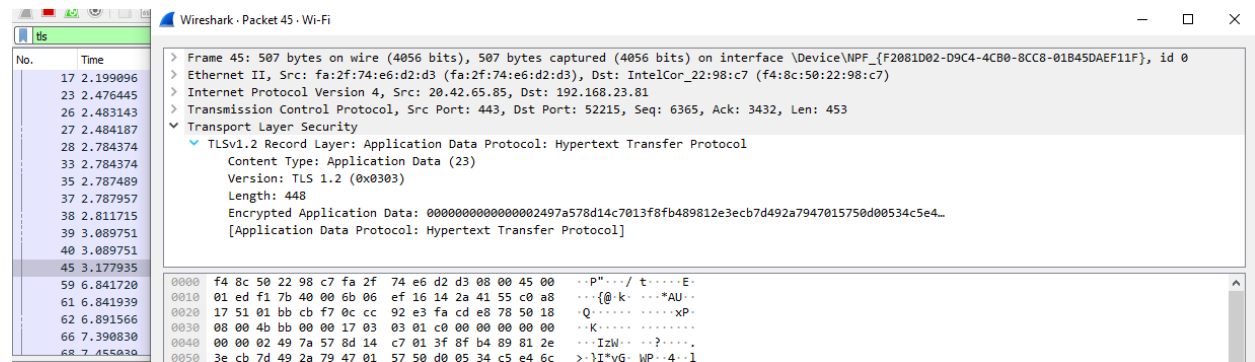 Wireshark · Packet 45 · Wi-Fi
tls
No. Time
17 2.199096
23 2.476445
26 2.483143
27 2.484187
28 2.784374
33 2.784374
35 2.787489
37 2.787957
38 2.811715
39 3.089751
40 3.089751
45 3.177935
59 6.841720
61 6.841939
62 6.891566
66 7.390830
68 7.455039
Frame 45: 507 bytes on wire (4056 bits), 507 bytes captured (4056 bits) on interface \Device\NPF_{F2081D02-D9C4-4CB0-8CC8-01B45DAEF11F}, id 0
Ethernet II, Src: fa:2f:74:e6:d2:d3 (fa:2f:74:e6:d2:d3), Dst: IntelCor_22:98:c7 (f4:8c:50:22:98:c7)
Internet Protocol Version 4, Src: 20.42.65.85, Dst: 192.168.23.81
Transmission Control Protocol, Src Port: 443, Dst Port: 52215, Seq: 6365, Ack: 3432, Len: 453
Transport Layer Security
TLSv1.2 Record Layer: Application Data Protocol: Hypertext Transfer Protocol
Content Type: Application Data (23)
Version: TLS 1.2 (0x0303)
Length: 448
Encrypted Application Data: 0000000000000002497a578d14c7013f8fb489812e3ecb7d492a7947015750d00534c5e4…
[Application Data Protocol: Hypertext Transfer Protocol]
0000 f4 8c 50 22 98 c7 fa 2f 74 e6 d2 d3 08 00 45 00 ··P"···/ t·····E·
0010 01 ed f1 7b 40 00 6b 06 ef 16 14 2a 41 55 c0 a8 ···{@·k· ···*AU··
0020 17 51 01 bb cb f7 0c cc 92 e3 fa cd e8 78 50 18 ·Q······ ·····xP·
0030 08 00 4b bb 00 00 17 03 03 01 c0 00 00 00 00 00 ··K····· ········
0040 00 00 02 49 7a 57 8d 14 c7 01 3f 8f b4 89 81 2e ···IzW·· ··?····.
0050 3e cb 7d 49 2a 79 47 01 57 50 d0 05 34 c5 e4 6c >·}I*yG· WP··4··l